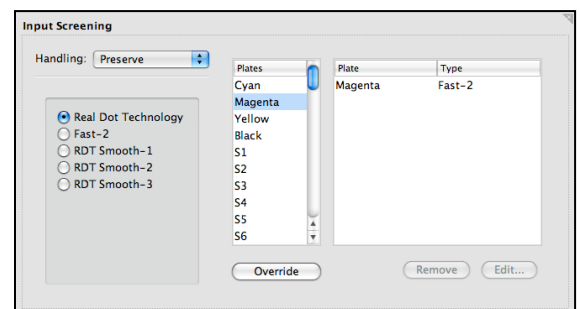 Input Screening
Handling: Preserve
Real Dot Technology
Fast-2
RDT Smooth-1
RDT Smooth-2
RDT Smooth-3
Plates
Cyan
Magenta
Yellow
Black
S1
S2
S3
S4
S5
S6
Override
Plate Type
Magenta Fast-2
Remove Edit...